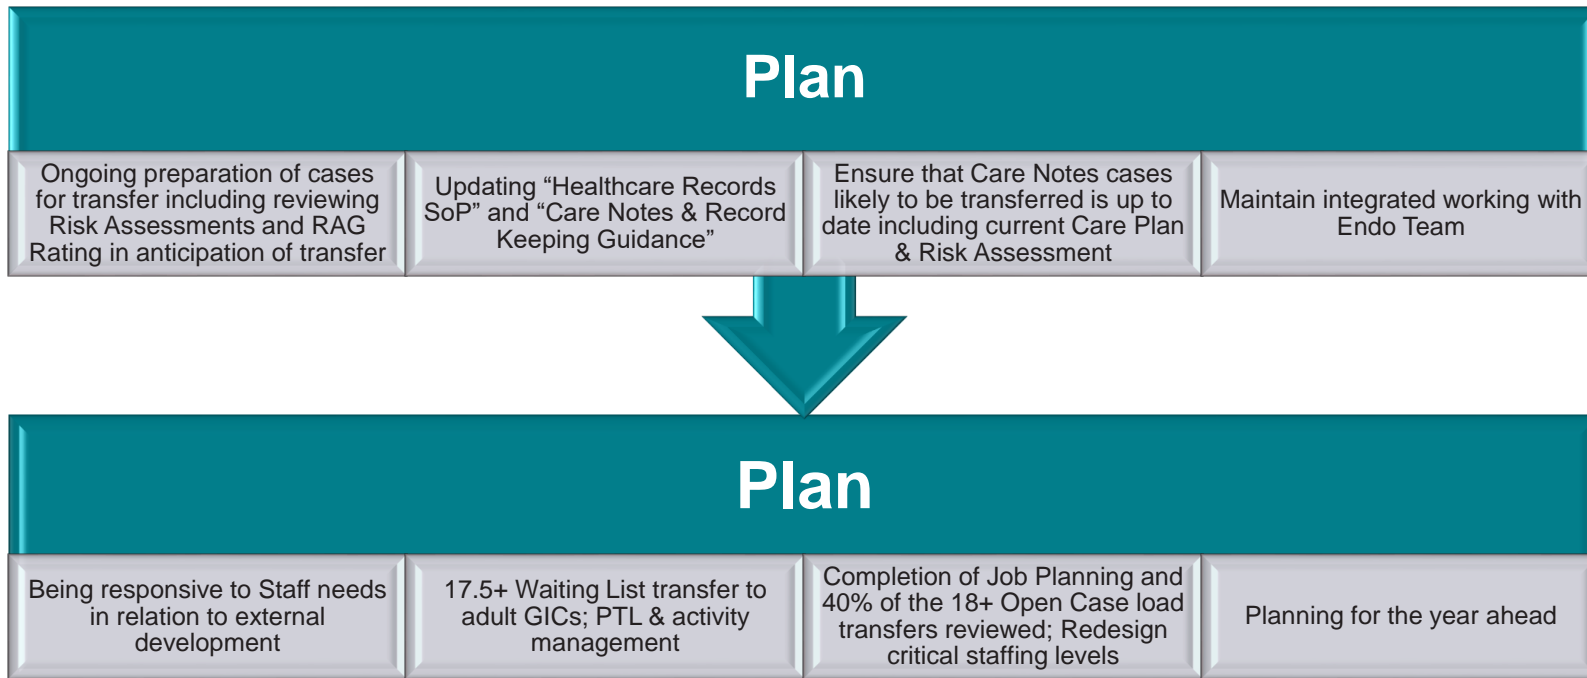 Plan
Ongoing preparation of cases
for transfer including reviewing
Risk Assessments and RAG
Rating in anticipation of transfer
Updating “Healthcare Records
SoP” and “Care Notes & Record
Keeping Guidance”
Ensure that Care Notes cases
likely to be transferred is up to
date including current Care Plan
& Risk Assessment
Maintain integrated working with
Endo Team
Plan
Being responsive to Staff needs
in relation to external
development
17.5+ Waiting List transfer to
adult GICs; PTL & activity
management
Completion of Job Planning and
40% of the 18+ Open Case load
transfers reviewed; Redesign
critical staffing levels
Planning for the year ahead